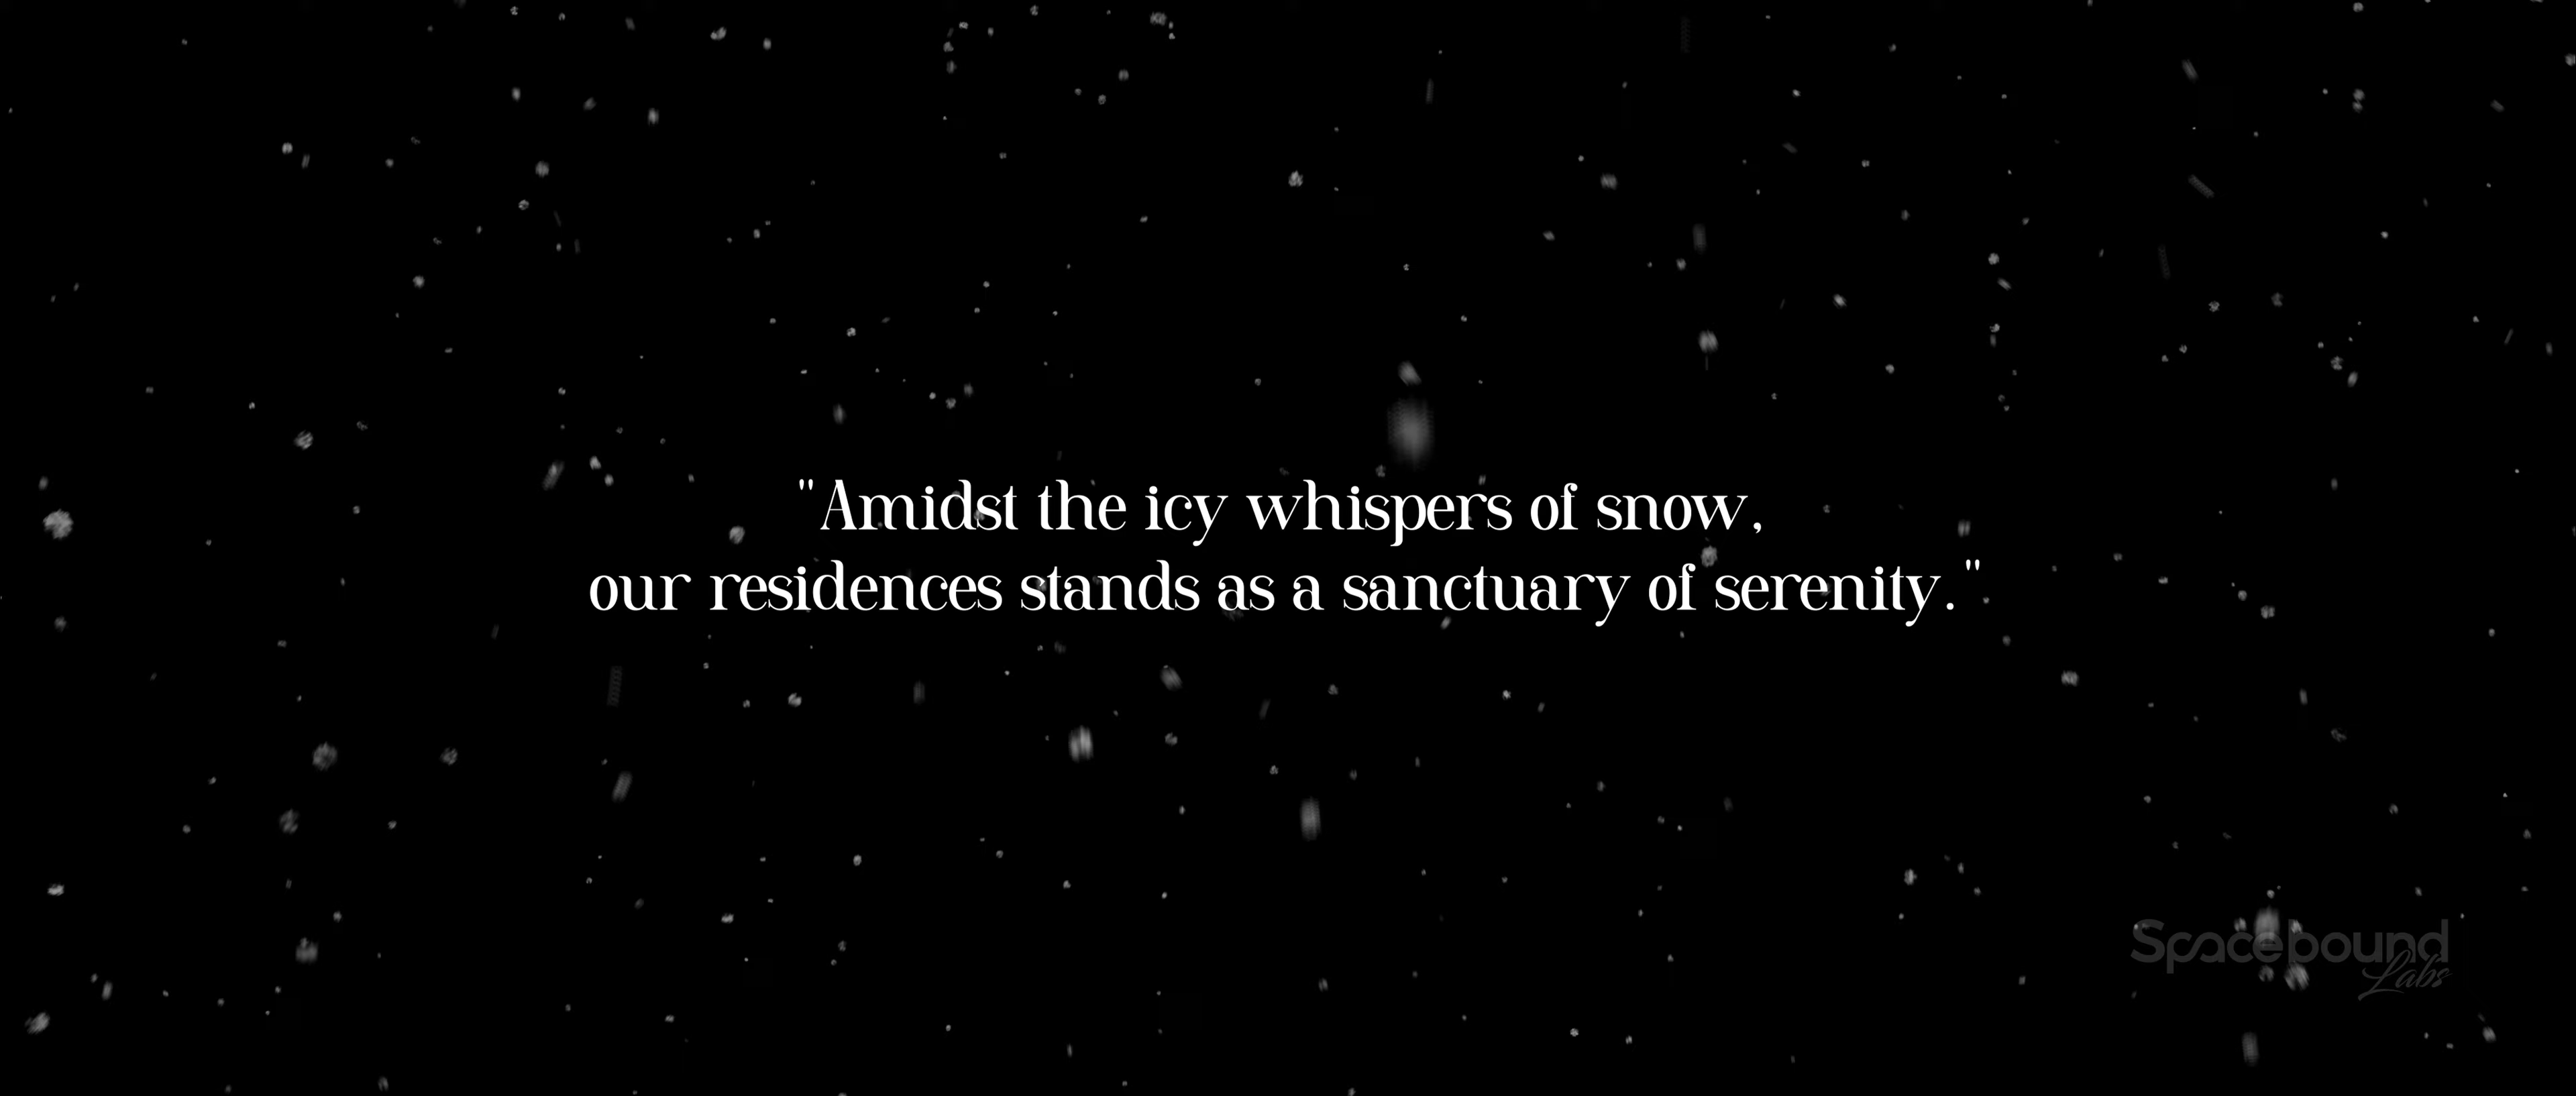 "Amidst the icy whispers of snow,
our residences stands as a sanctuary of serenity."
Spacebound
Labs